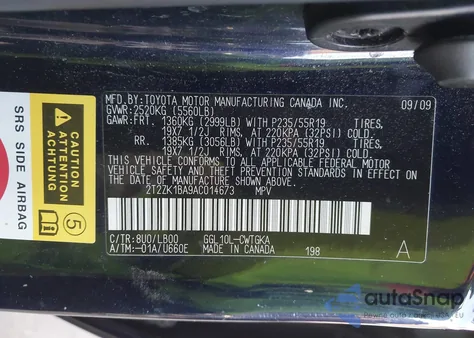 MFD. BY: TOYOTA MOTOR MANUFACTURING CANADA INC. 09/09
GVWR: 2520KG (5560LB)
GAWR: FRT. 1360KG (2999LB) WITH P235/55R19 TIRES,
19X7 1/2J RIMS, AT 220KPA (32PSI) COLD.
RR. 1385KG (3056LB) WITH P235/55R19 TIRES,
19X7 1/2J RIMS, AT 220KPA (32PSI) COLD.
THIS VEHICLE CONFORMS TO ALL APPLICABLE FEDERAL
MOTOR VEHICLE SAFETY AND THEFT PREVENTION STANDARDS IN
EFFECT ON THE DATE OF MANUFACTURE SHOWN ABOVE.
2T2ZK1BA9AC014673 MPV
C/TR: 8U0/LB00 GGL10L-CWTGKA
A/TM: -01A/U660E MADE IN CANADA 198 A
SRS SIDE AIRBAG
5
autoSnap